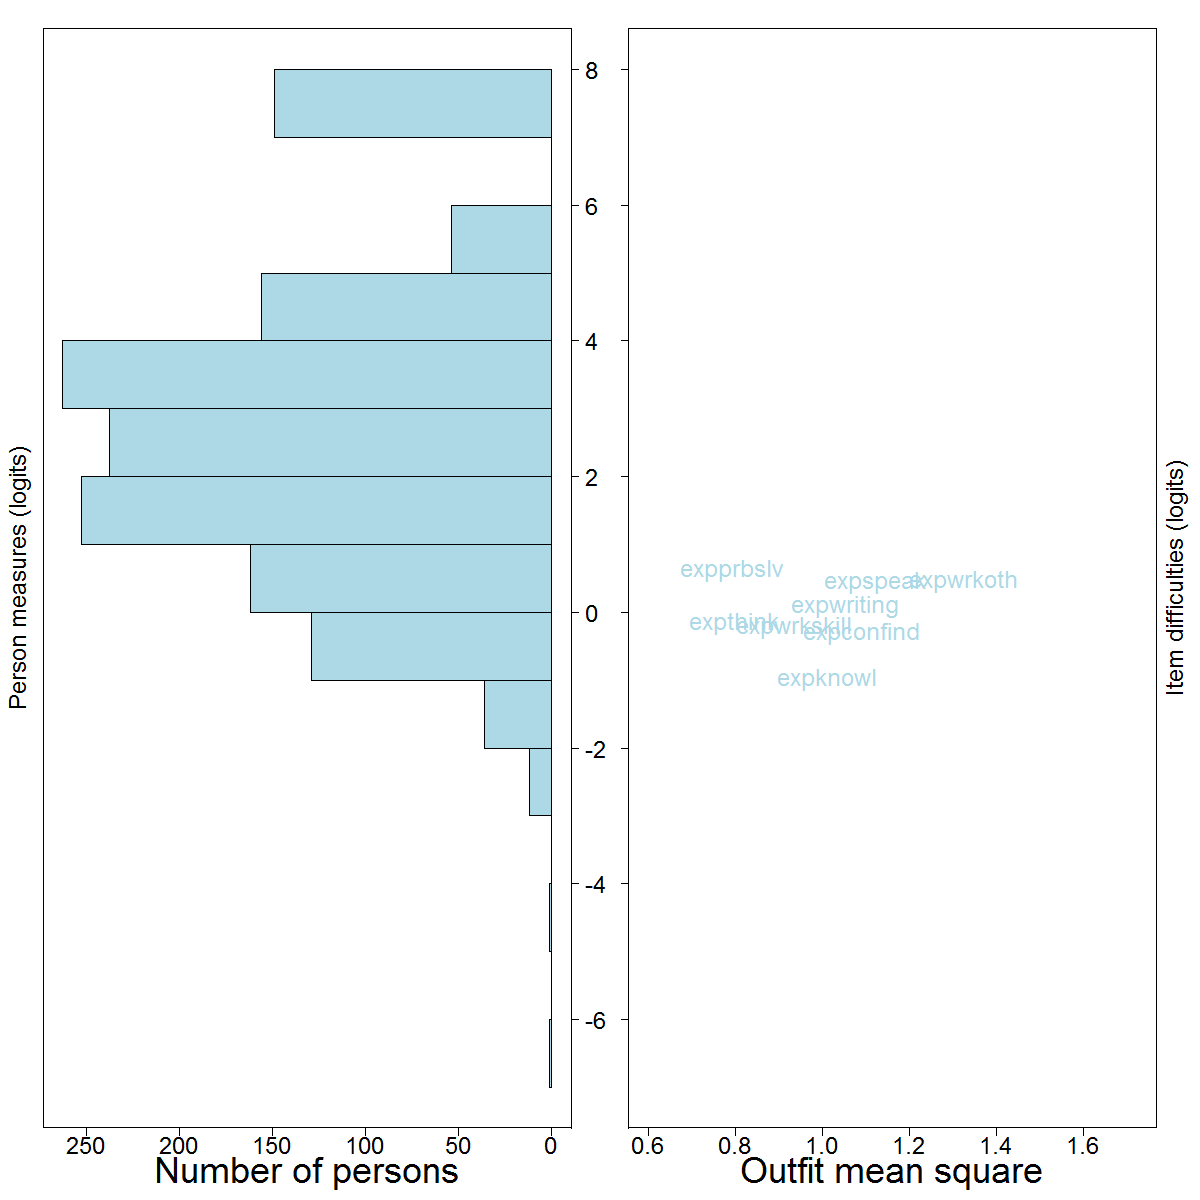 8
6
4
2
0
-2
-4
-6
Person measures (logits)
250 200 150 100 50 0
Number of persons
expprbslv
expspeak
expwrkoth
expwriting
expthink
expwrkskill
expconfind
expknowl
Item difficulties (logits)
0.6 0.8 1.0 1.2 1.4 1.6
Outfit mean square